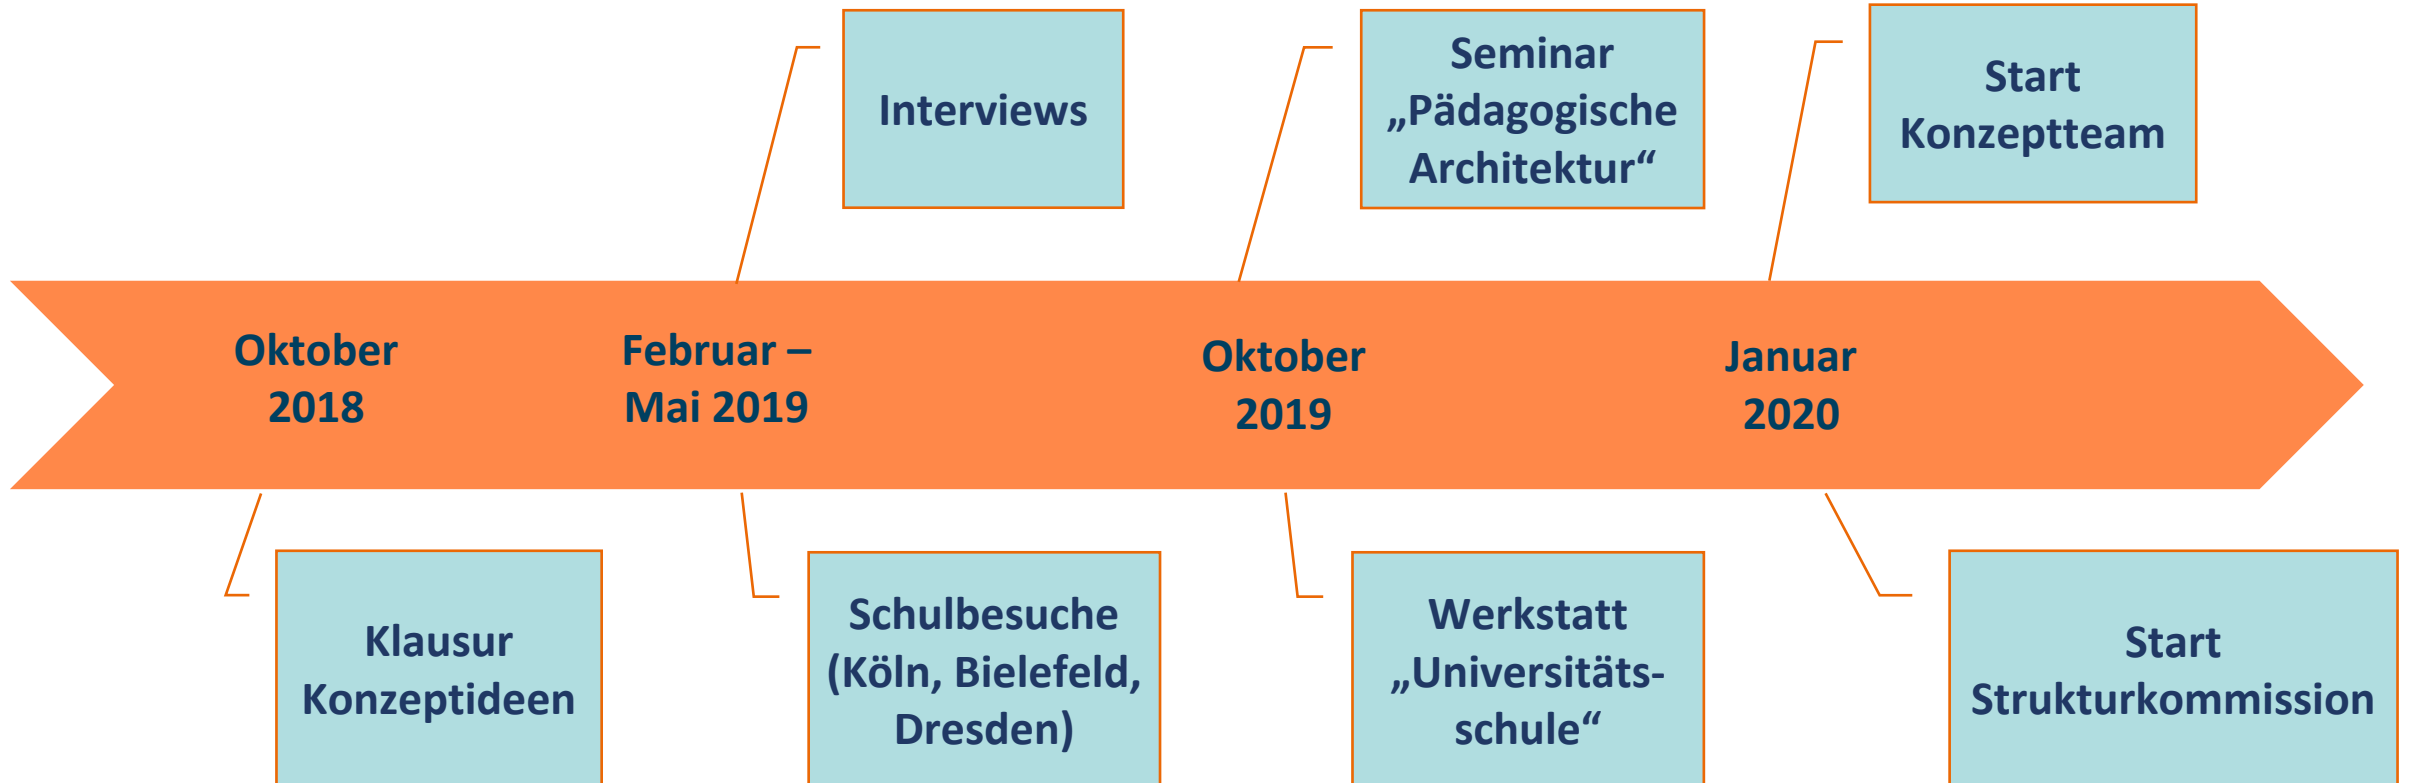 Interviews
Seminar
„Pädagogische
Architektur“
Start
Konzeptteam
Oktober
2018
Februar –
Mai 2019
Oktober
2019
Januar
2020
Klausur
Konzeptideen
Schulbesuche
(Köln, Bielefeld,
Dresden)
Werkstatt
„Universitäts-
schule“
Start
Strukturkommission